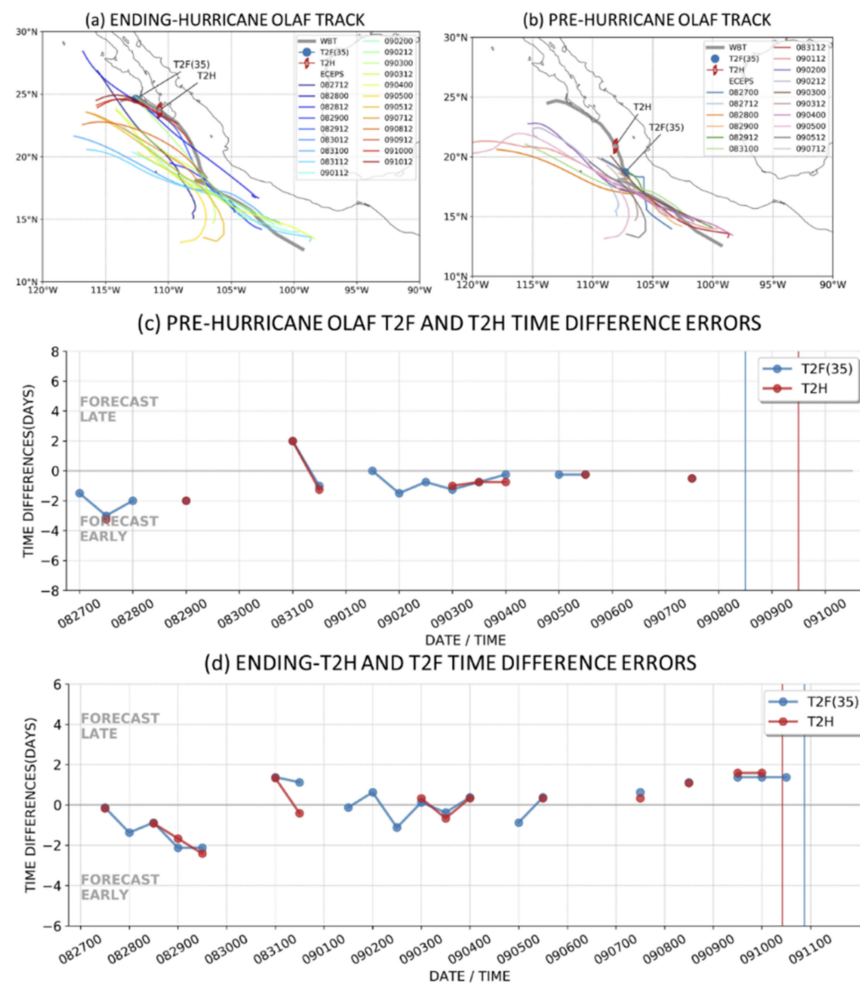 (a) ENDING-HURRICANE OLAF TRACK
30°N
25°N
20°N
15°N
10°N
120°W 115°W 110°W 105°W 100°W 95°W 90°W
T2F(35)
T2H
WBT
T2F(35)
T2H
ECEPS
082712
082800
082812
082900
082912
083012
083100
083112
090112
090200
090212
090300
090312
090400
090500
090512
090712
090812
090912
091000
091012
(b) PRE-HURRICANE OLAF TRACK
30°N
25°N
20°N
15°N
10°N
120°W 115°W 110°W 105°W 100°W 95°W 90°W
T2H
T2F(35)
WBT
T2F(35)
T2H
ECEPS
082700
082712
082800
082900
082912
083100
083112
090112
090200
090212
090300
090312
090400
090500
090512
090712
(c) PRE-HURRICANE OLAF T2F AND T2H TIME DIFFERENCE ERRORS
TIME DIFFERENCES(DAYS)
8
6
4
2
0
−2
−4
−6
−8
FORECAST
LATE
FORECAST
EARLY
T2F(35)
T2H
082700 082800 082900 083000 083100 090100 090200 090300 090400 090500 090600 090700 090800 090900 091000
DATE / TIME
(d) ENDING-T2H AND T2F TIME DIFFERENCE ERRORS
TIME DIFFERENCES(DAYS)
6
4
2
0
−2
−4
−6
FORECAST
LATE
FORECAST
EARLY
T2F(35)
T2H
082700 082800 082900 083000 083100 090100 090200 090300 090400 090500 090600 090700 090800 090900 091000 091100
DATE / TIME